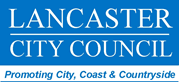 LANCASTER
CITY COUNCIL
Promoting City, Coast & Countryside